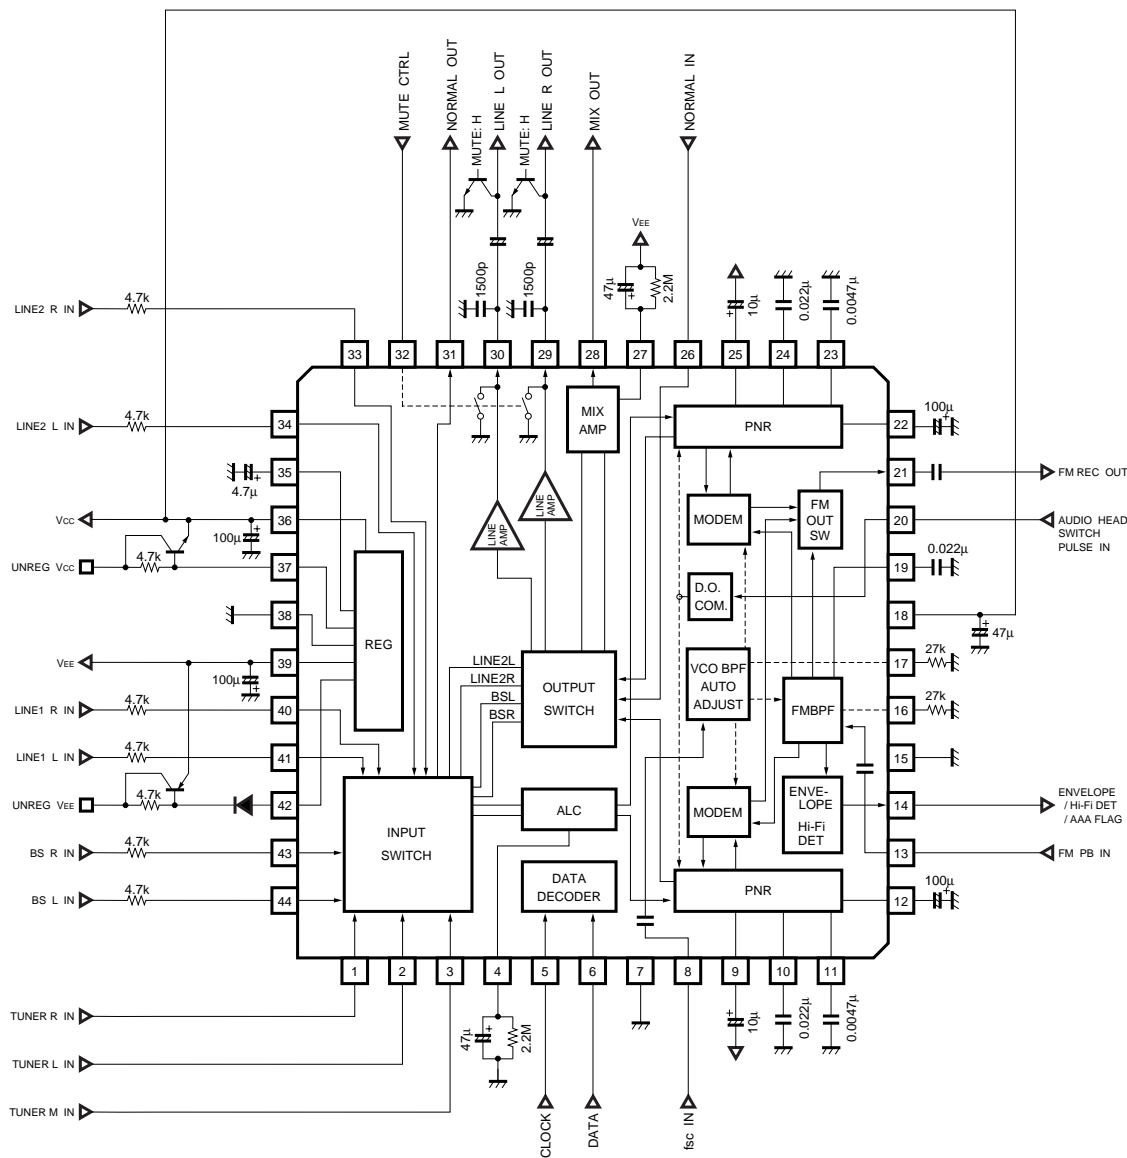 MUTE CTRL
NORMAL OUT
MUTE: H
LINE L OUT
MUTE: H
LINE R OUT
MIX OUT
NORMAL IN
VEE
1500p
1500p
47μ
2.2M
10μ
0.022μ
0.0047μ
LINE2 R IN
4.7k
33
32
31
30
29
28
27
26
25
24
23
LINE2 L IN
4.7k
34
MIX
AMP
PNR
22
100μ
35
4.7μ
21
FM REC OUT
LINE
AMP
LINE
AMP
MODEM
FM
OUT
SW
Vcc
36
100μ
20
AUDIO HEAD
SWITCH
PULSE IN
UNREG Vcc
4.7k
37
19
0.022μ
D.O.
COM.
38
REG
18
47μ
VEE
39
100μ
LINE2L
LINE2R
BSL
BSR
OUTPUT
SWITCH
VCO BPF
AUTO
ADJUST
FMBPF
17
27k
LINE1 R IN
4.7k
40
16
27k
LINE1 L IN
4.7k
41
15
UNREG VEE
4.7k
42
INPUT
SWITCH
ALC
MODEM
ENVE-
LOPE
Hi-Fi
DET
14
ENVELOPE
/ Hi-Fi DET
/ AAA FLAG
BS R IN
4.7k
43
13
FM PB IN
DATA
DECODER
PNR
BS L IN
4.7k
44
12
100μ
1
2
3
4
5
6
7
8
9
10
11
TUNER R IN
47μ
2.2M
10μ
0.022μ
0.0047μ
TUNER L IN
TUNER M IN
CLOCK
DATA
fsc IN